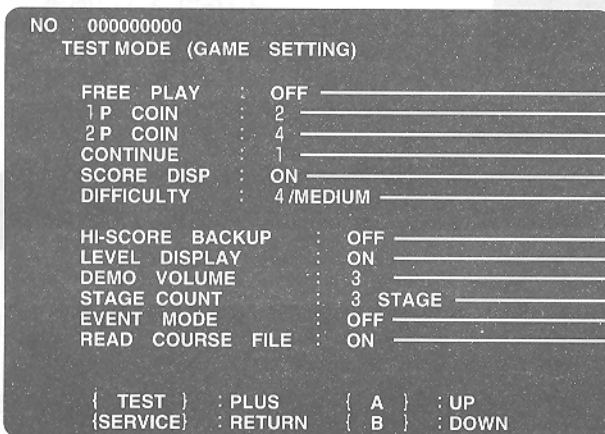 NO : 000000000
TEST MODE (GAME SETTING)
FREE PLAY : OFF
1P COIN : 2
2P COIN : 4
CONTINUE : 1
SCORE DISP : ON
DIFFICULTY : 4/MEDIUM
HI-SCORE BACKUP : OFF
LEVEL DISPLAY : ON
DEMO VOLUME : 3
STAGE COUNT : 3 STAGE
EVENT MODE : OFF
READ COURSE FILE : ON
{ TEST } : PLUS { A } : UP
{SERVICE} : RETURN { B } : DOWN